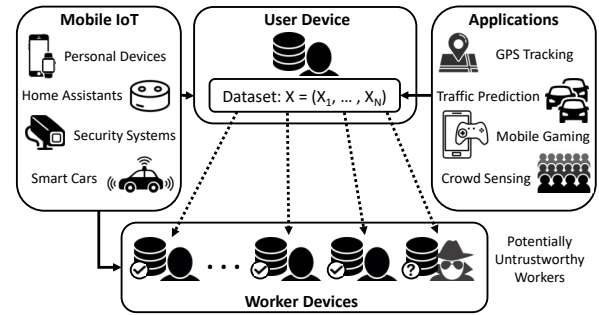 Mobile IoT
Personal Devices
Home Assistants
Security Systems
Smart Cars
User Device
Dataset: X = (X₁, ... , X_N)
Applications
GPS Tracking
Traffic Prediction
Mobile Gaming
Crowd Sensing
. . .
?
Worker Devices
Potentially
Untrustworthy
Workers